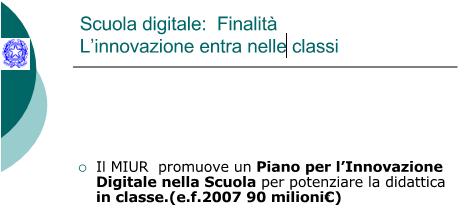 Scuola digitale:  Finalità
L’innovazione entra nelle classi
Il MIUR  promuove un Piano per l’Innovazione
Digitale nella Scuola per potenziare la didattica
in classe.(e.f.2007 90 milioni€)